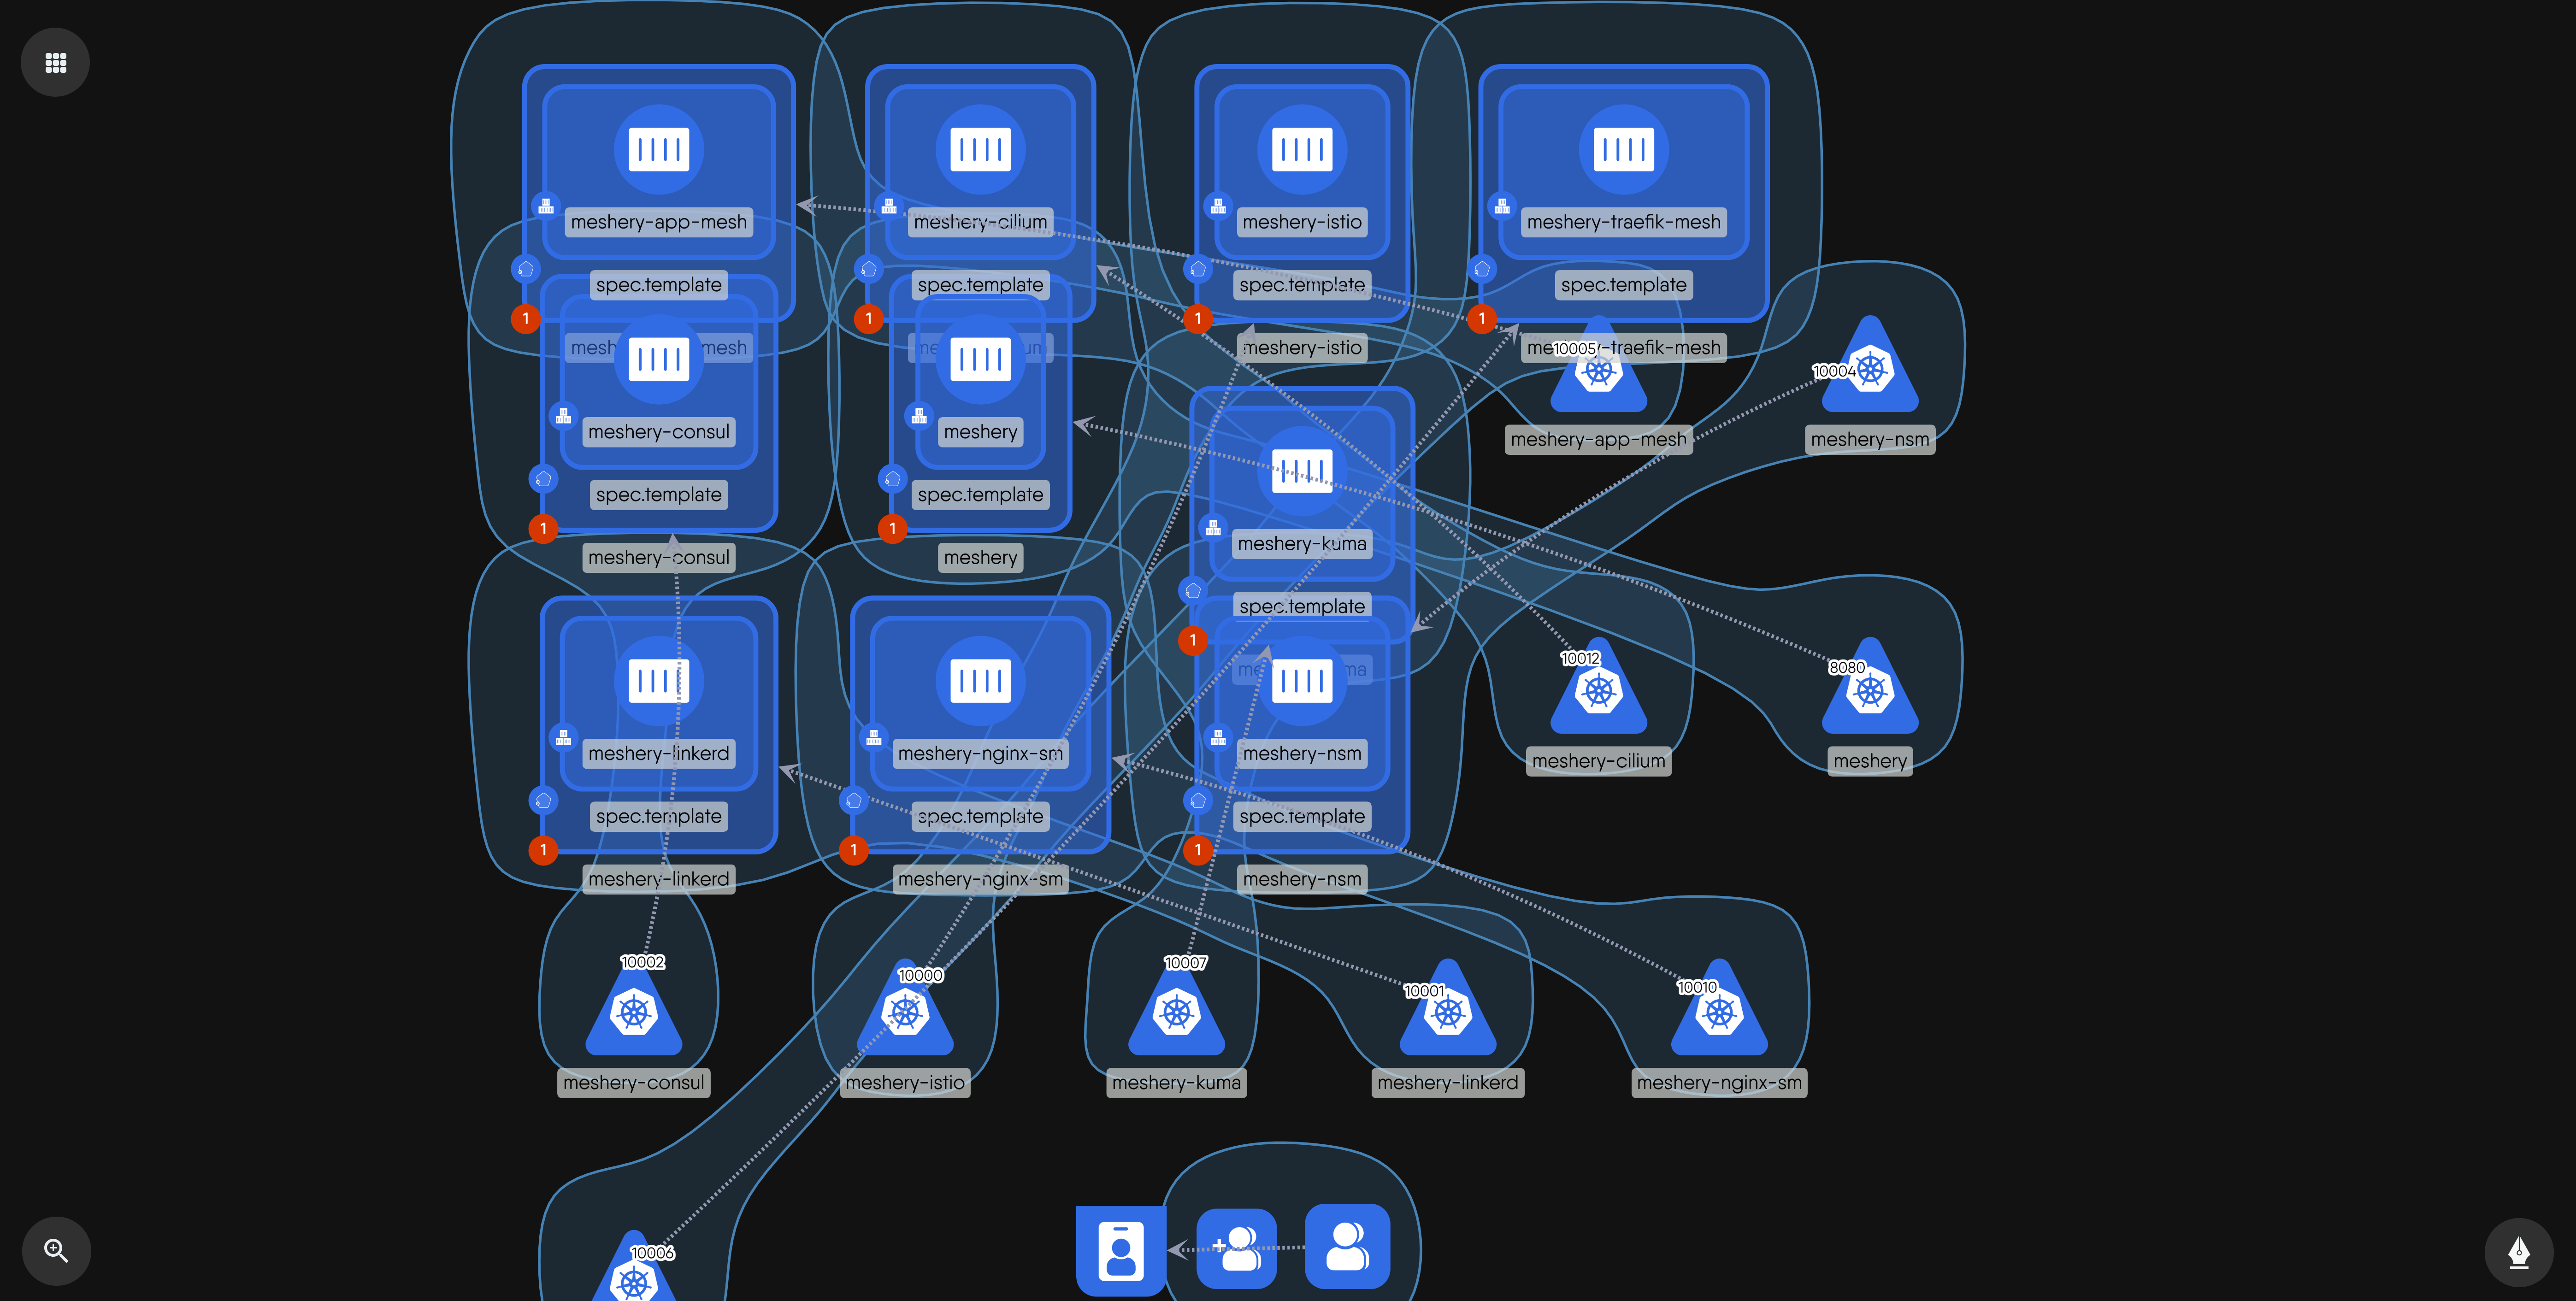 meshery-app-mesh
meshery-cilium
meshery-istio
meshery-traefik-mesh
spec.template
spec.template
spec.template
spec.template
1
1
1
1
mesh
mesh
um
meshery-istio
meshery-traefik-mesh
10005
10004
meshery-app-mesh
meshery-nsm
meshery-consul
meshery
spec.template
spec.template
1
1
meshery-consul
meshery
meshery-kuma
spec.template
1
me
ma
10012
8080
meshery-cilium
meshery
meshery-linkerd
meshery-nginx-sm
meshery-nsm
spec.template
spec.template
spec.template
1
1
1
meshery-linkerd
meshery-nginx-sm
meshery-nsm
10002
10000
10007
10001
10010
meshery-consul
meshery-istio
meshery-kuma
meshery-linkerd
meshery-nginx-sm
10006